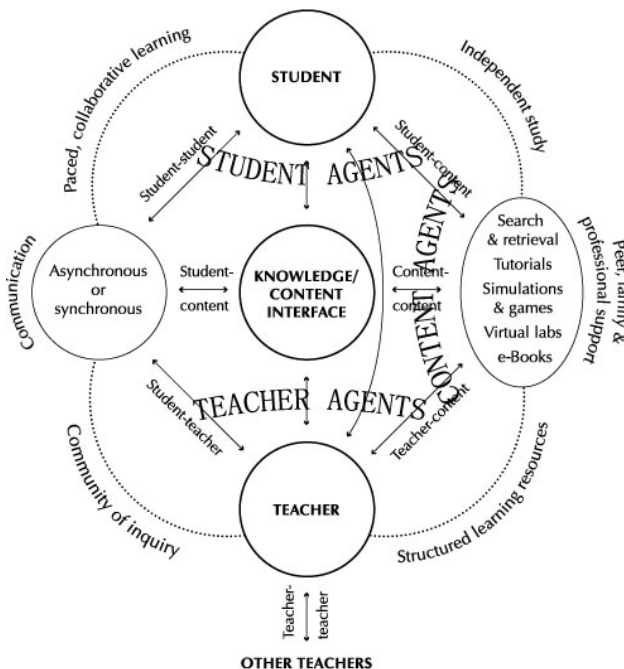 STUDENT
Paced, collaborative learning
Independent study
Student-student
Student-content
STUDENT AGENTS
CONTENT AGENTS
Communication
Asynchronous
or
synchronous
Student-
content
KNOWLEDGE/
CONTENT
INTERFACE
Content-
content
Search
& retrieval
Tutorials
Simulations
& games
Virtual labs
e-Books
Peer, family &
professional support
TEACHER AGENTS
Student-teacher
Teacher-content
Community of inquiry
Structured learning resources
TEACHER
Teacher-
teacher
OTHER TEACHERS